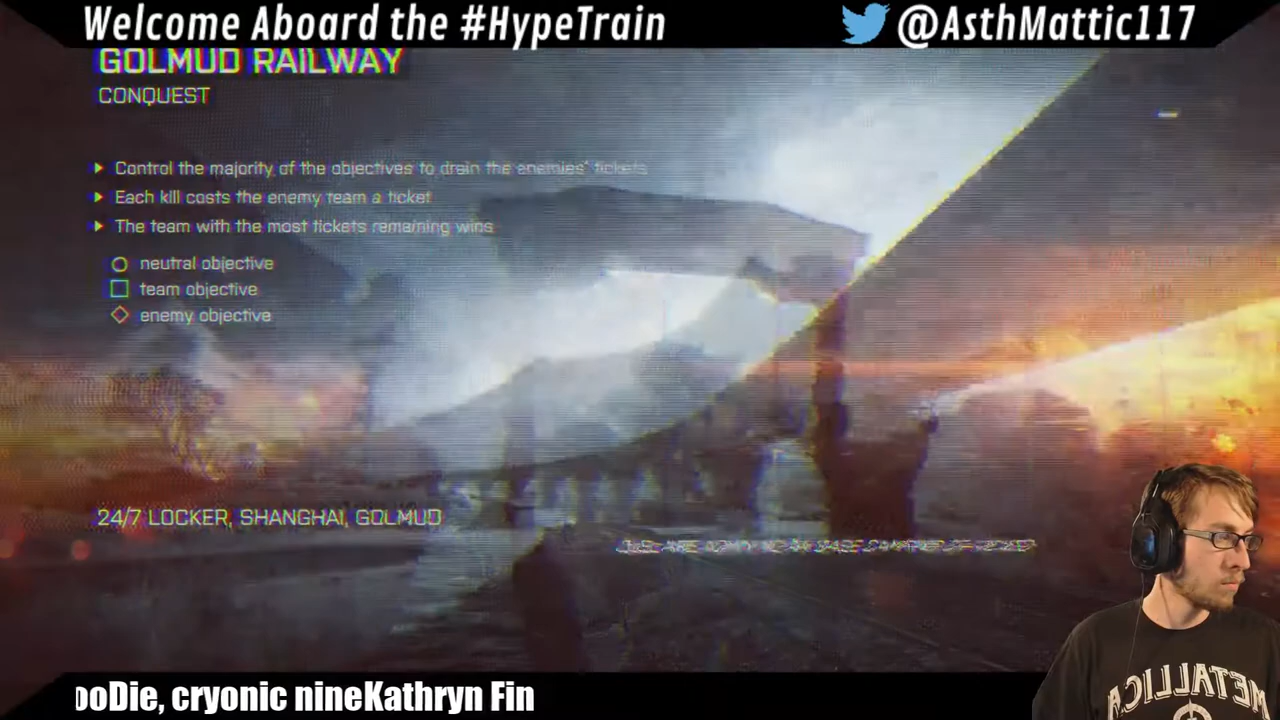 Welcome Aboard the #HypeTrain
@AsthMattic117
GOLMUD RAILWAY
CONQUEST
Control the majority of the objectives to drain the enemies' tickets
Each kill costs the enemy team a ticket
The team with the most tickets remaining wins
neutral objective
team objective
enemy objective
24/7 LOCKER, SHANGHAI, GOLMUD
METALLICA
ooDie, cryonic nineKathryn Fin